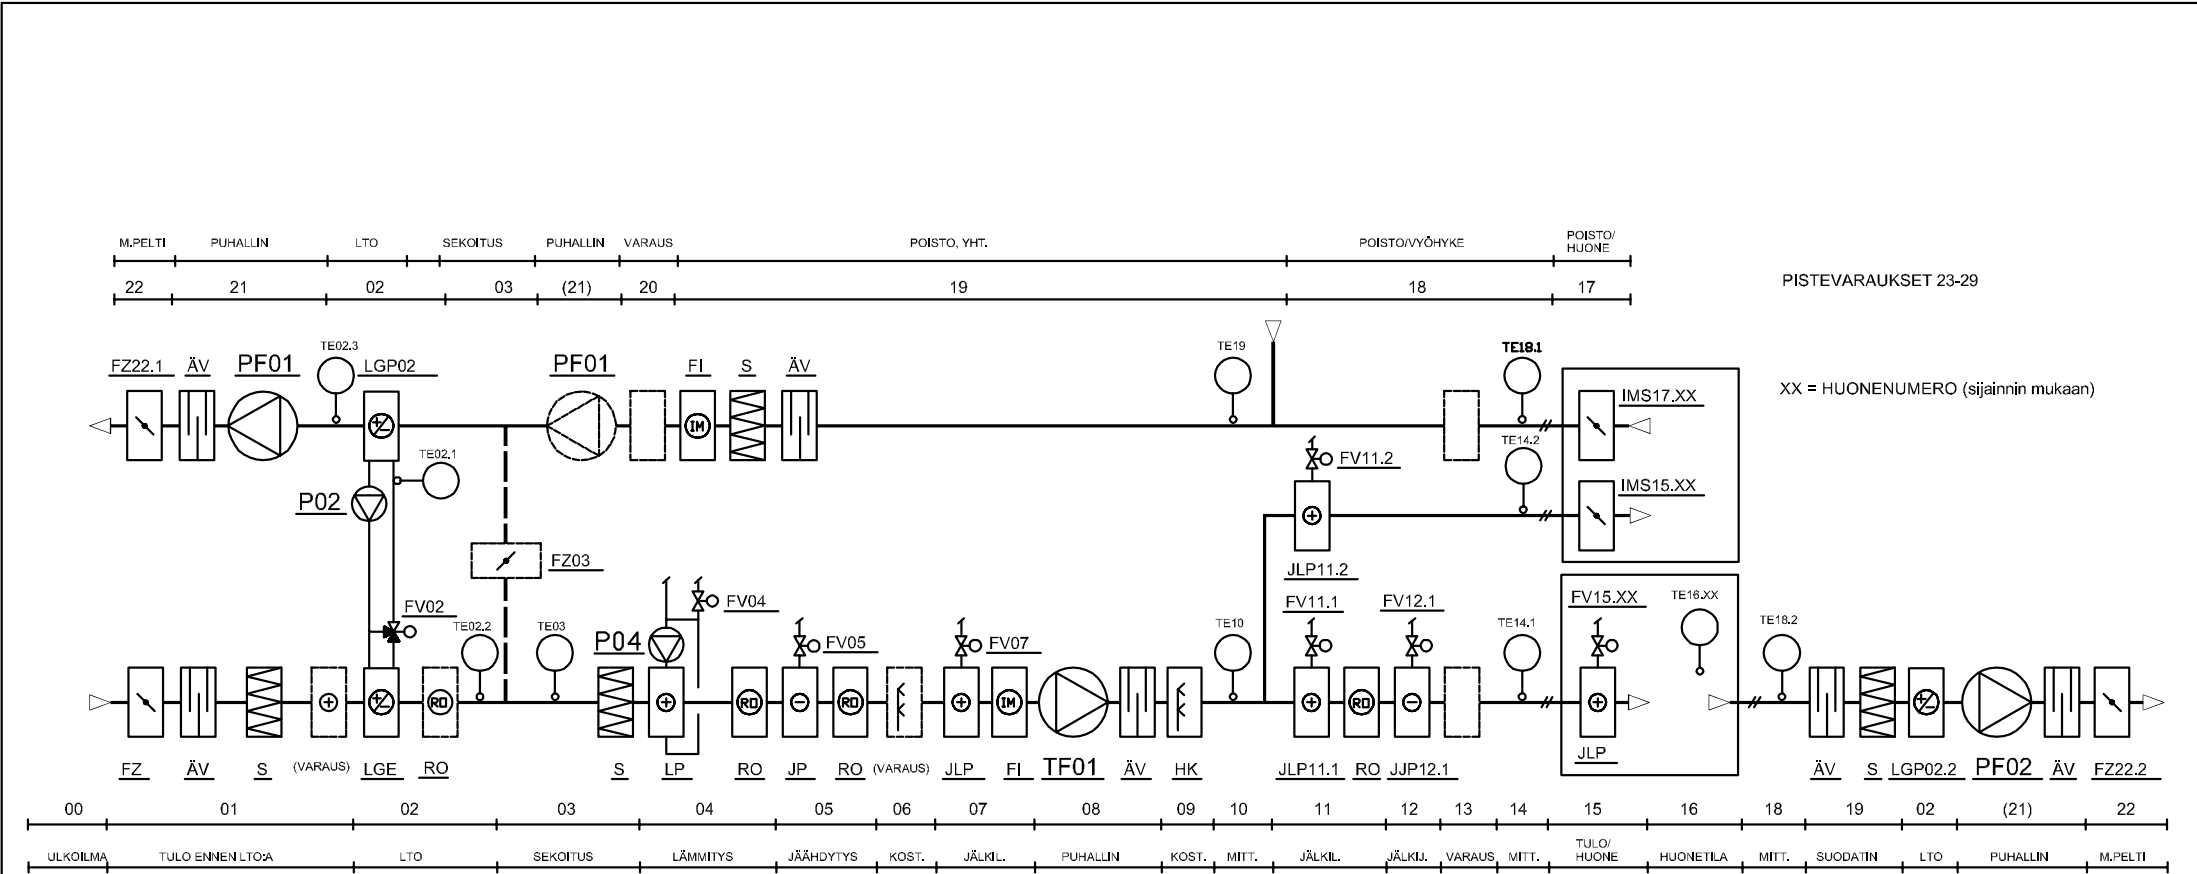 M.PELTI PUHALLIN LTO SEKOITUS PUHALLIN VARAUS POISTO, YHT. POISTO/VYÖHYKE POISTO/
HUONE
22 21 02 03 (21) 20 19 18 17
PISTEVARAUKSET 23-29
TE02.3 TE19 TE18.1
FZ22.1 ÄV PF01 LGP02 PF01 FI S ÄV
XX = HUONENUMERO (sijainnin mukaan)
IMS17.XX
IM
TE02.1 TE14.2
FV11.2
P02
IMS15.XX
FZ03
JLP11.2
FV02 FV04 FV11.1 FV12.1 FV15.XX TE16.XX
TE02.2 TE03 P04 FV05 FV07 TE10 TE14.1 TE18.2
RO RO RO IM RO
FZ ÄV S (VARAUS) LGE RO S LP RO JP RO (VARAUS) JLP FI TF01 ÄV HK JLP11.1 RO JJP12.1 JLP ÄV S LGP02.2 PF02 ÄV FZ22.2
00 01 02 03 04 05 06 07 08 09 10 11 12 13 14 15 16 18 19 02 (21) 22
ULKOILMA TULO ENNEN LTO:A LTO SEKOITUS LÄMMITYS JÄÄHDYTYS KOST. JÄLKIL. PUHALLIN KOST. MITT. JÄLKIL. JÄLKIJ. VARAUS MITT. TULO/
HUONE HUONETILA MITT. SUODATIN LTO PUHALLIN M.PELTI